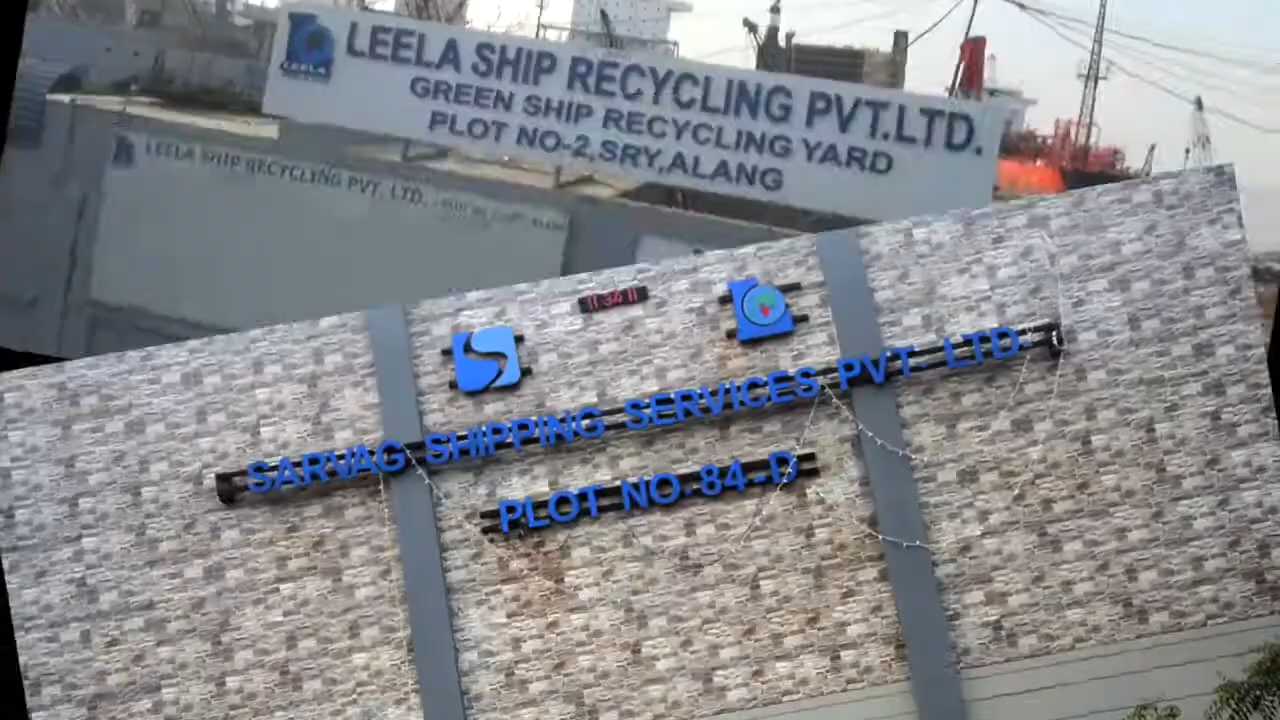 LEELA SHIP RECYCLING PVT.LTD.
GREEN SHIP RECYCLING YARD
PLOT NO-2,SRY,ALANG
LEELA
LEELA SHIP RECYCLING PVT. LTD.
11 34 11
SARVAG SHIPPING SERVICES PVT. LTD.
PLOT NO.84-D